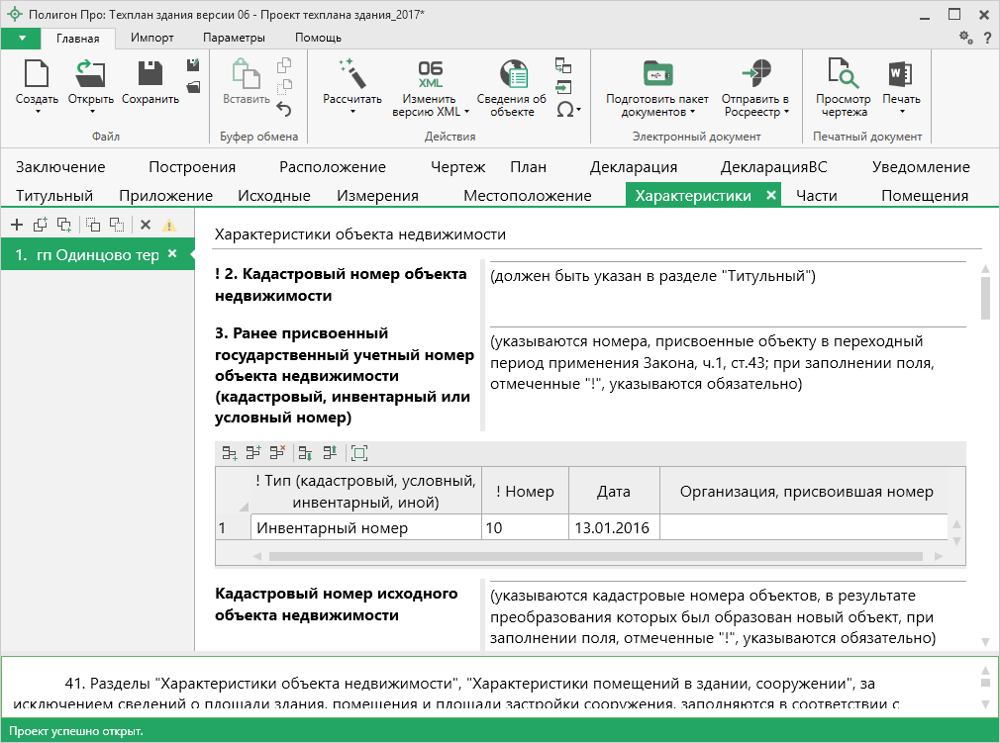 Полигон Про: Техплан здания версии 06 - Проект техплана здания_2017*
Главная Импорт Параметры Помощь
?
Создать Открыть Сохранить
Файл
Вставить
Буфер обмена
Рассчитать
06 XML
Изменить версию XML
Сведения об объекте
Ω
Действия
Подготовить пакет документов
Отправить в Росреестр
Электронный документ
Просмотр чертежа
W
Печать
Печатный документ
Заключение Построения Расположение Чертеж План Декларация ДекларацияВС Уведомление
Титульный Приложение Исходные Измерения Местоположение Характеристики Части Помещения
1. гп Одинцово тер
Характеристики объекта недвижимости
! 2. Кадастровый номер объекта
недвижимости
(должен быть указан в разделе "Титульный")
3. Ранее присвоенный
государственный учетный номер
объекта недвижимости
(кадастровый, инвентарный или
условный номер)
(указываются номера, присвоенные объекту в переходный
период применения Закона, ч.1, ст.43; при заполнении поля,
отмеченные "!", указываются обязательно)
! Тип (кадастровый, условный,
инвентарный, иной)
! Номер
Дата
Организация, присвоившая номер
1 Инвентарный номер 10 13.01.2016
Кадастровый номер исходного
объекта недвижимости
(указываются кадастровые номера объектов, в результате
преобразования которых был образован новый объект, при
заполнении поля, отмеченные "!", указываются обязательно)
41. Разделы "Характеристики объекта недвижимости", "Характеристики помещений в здании, сооружении", за
исключением сведений о площади здания, помещения и площади застройки сооружения, заполняются в соответствии с
Проект успешно открыт.